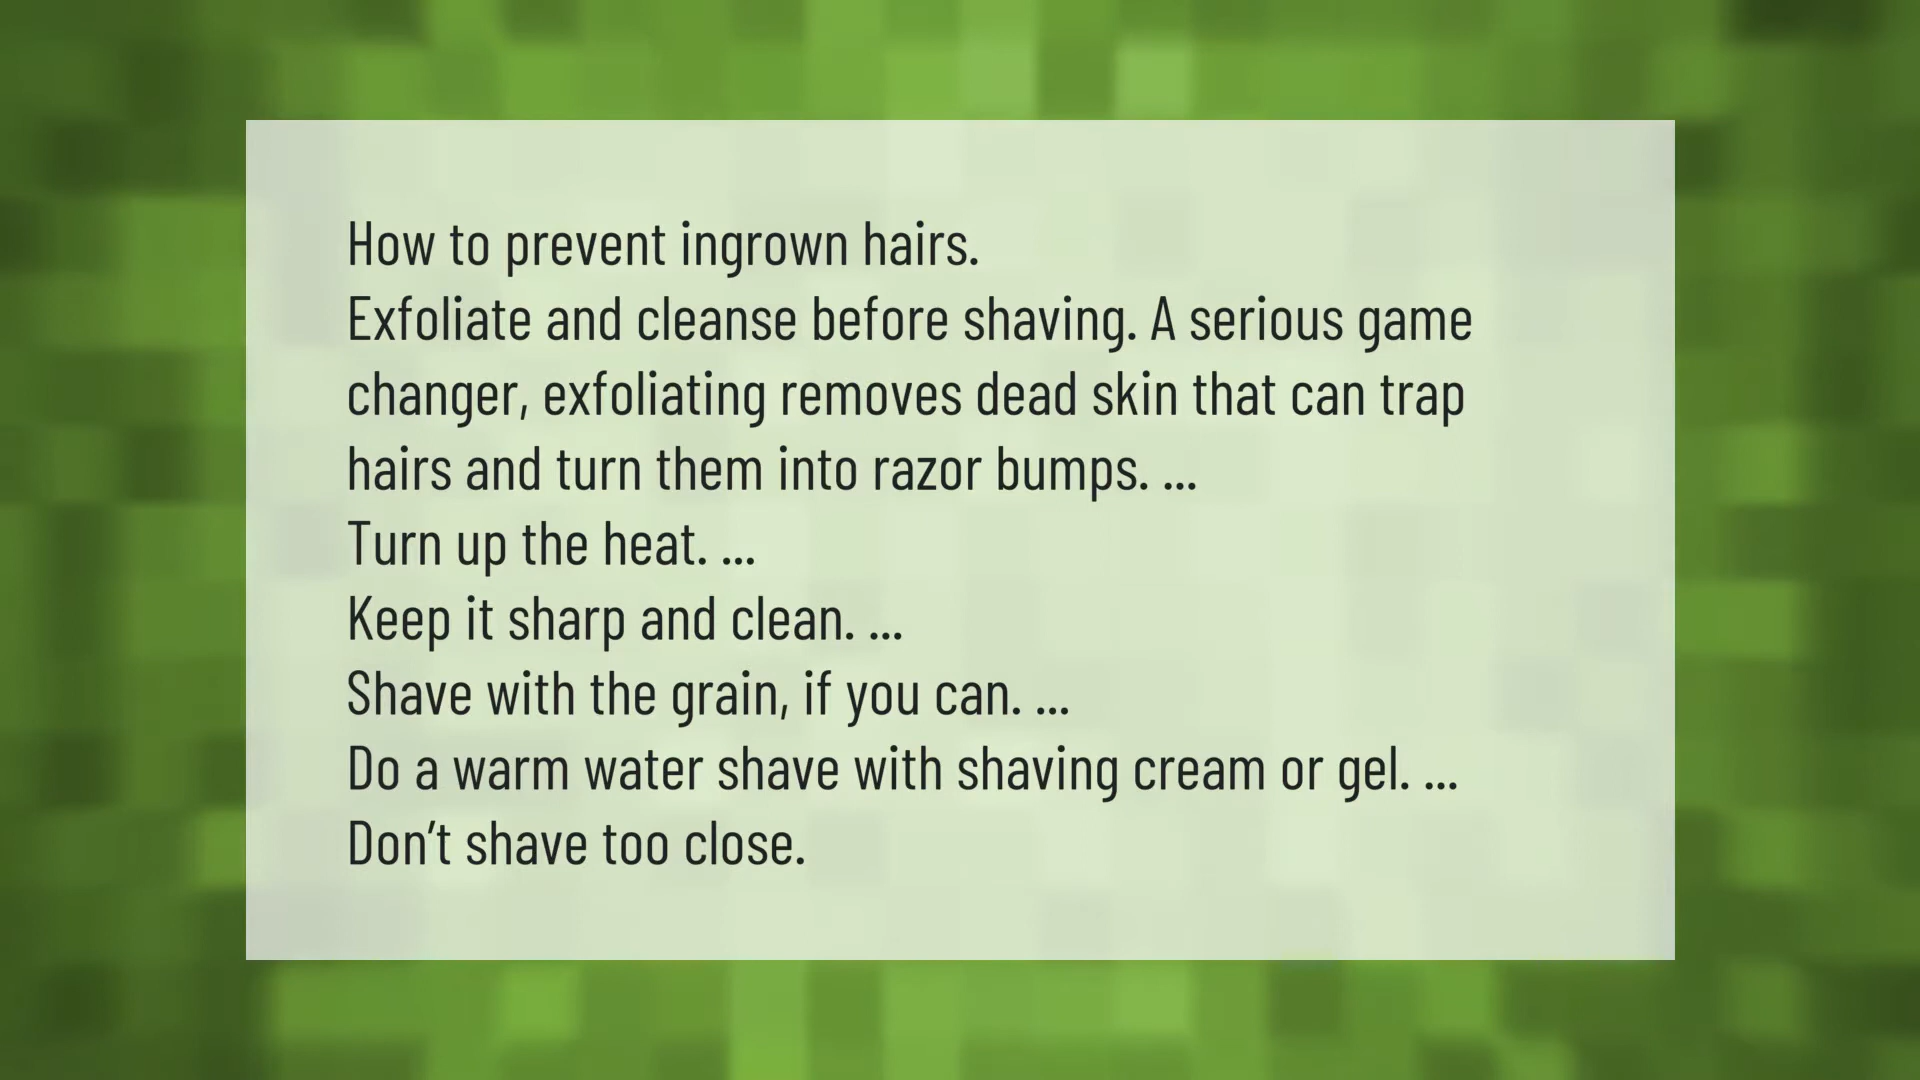 How to prevent ingrown hairs.
Exfoliate and cleanse before shaving. A serious game
changer, exfoliating removes dead skin that can trap
hairs and turn them into razor bumps. ...
Turn up the heat. ...
Keep it sharp and clean. ...
Shave with the grain, if you can. ...
Do a warm water shave with shaving cream or gel. ...
Don’t shave too close.